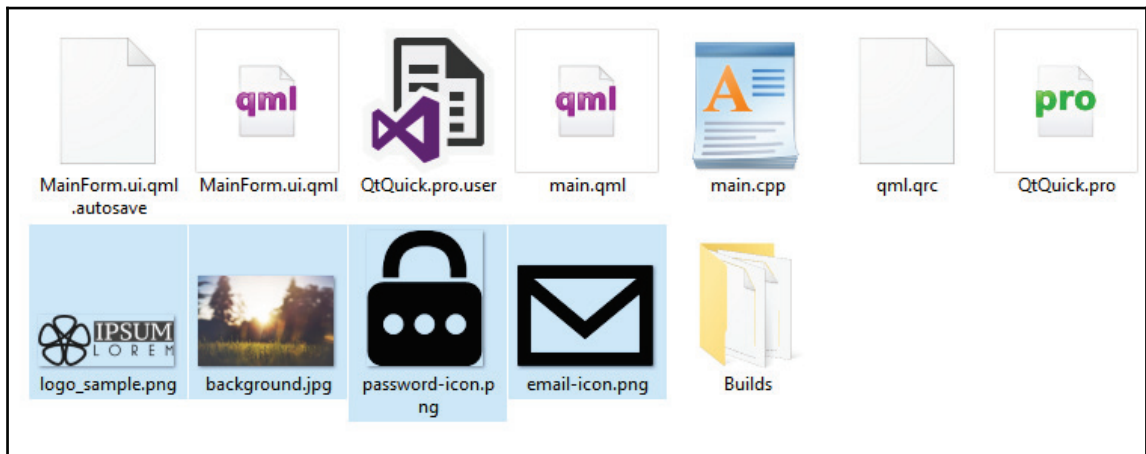 qml
qml
A
pro
MainForm.ui.qml
.autosave
MainForm.ui.qml
QtQuick.pro.user
main.qml
main.cpp
qml.qrc
QtQuick.pro
IPSUM
LOREM
logo_sample.png
background.jpg
password-icon.p
ng
email-icon.png
Builds